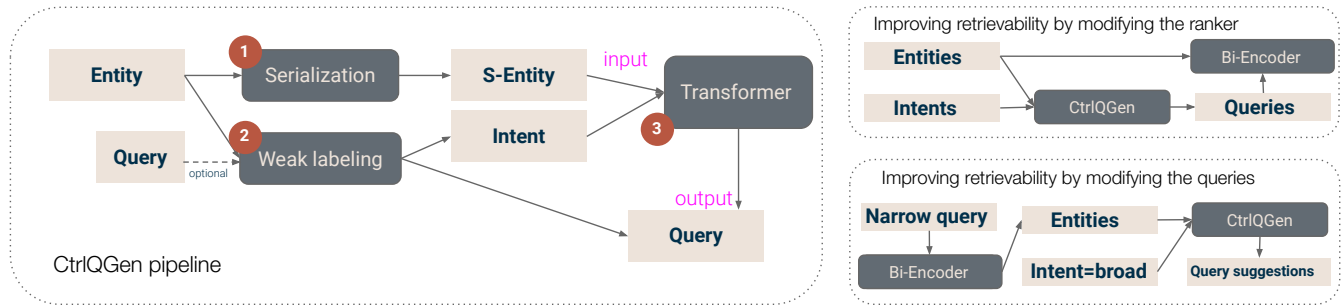 1
Entity
Serialization
S-Entity
input
Transformer
3
2
Query
optional
Weak labeling
Intent
output
Query
CtrlQGen pipeline
Improving retrievability by modifying the ranker
Entities
Bi-Encoder
Intents
CtrlQGen
Queries
Improving retrievability by modifying the queries
Narrow query
Entities
CtrlQGen
Bi-Encoder
Intent=broad
Query suggestions